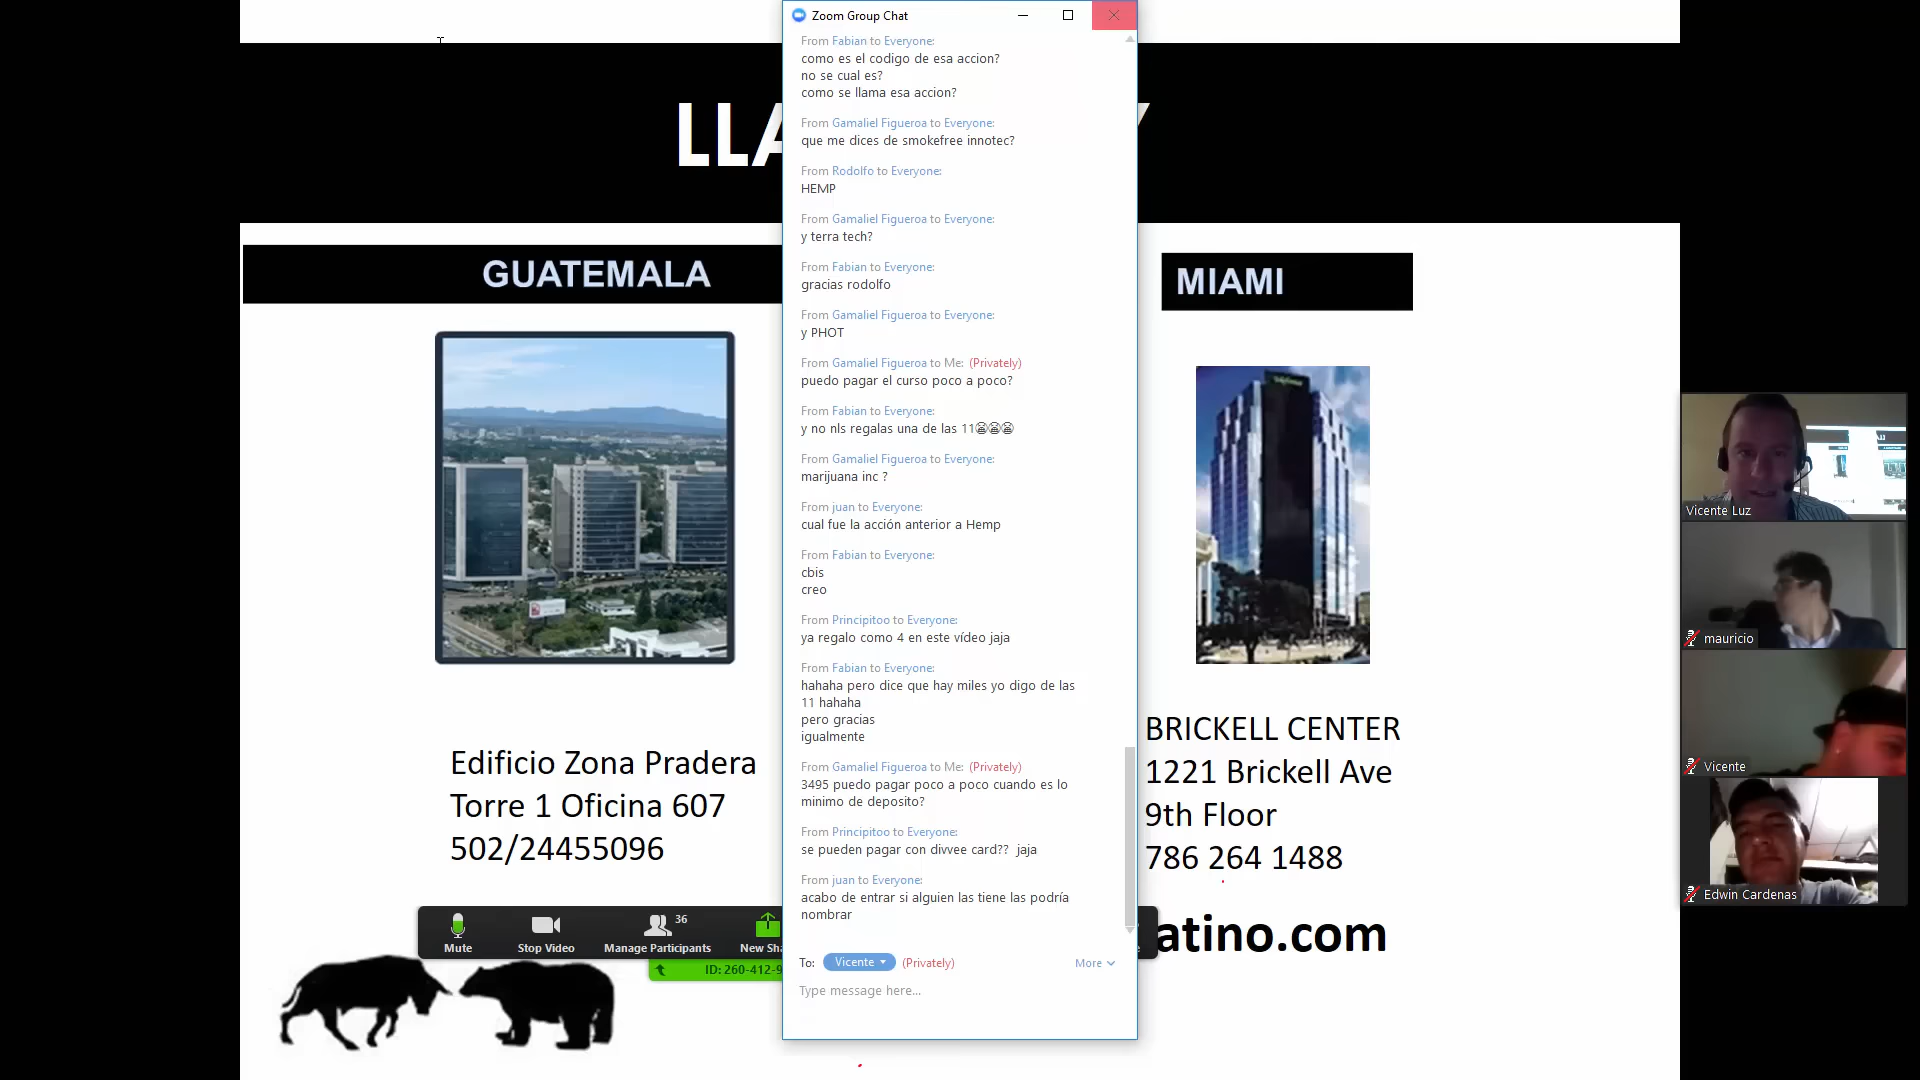 Zoom Group Chat
From Fabian to Everyone:
como es el codigo de esa accion?
no se cual es?
como se llama esa accion?
From Gamaliel Figueroa to Everyone:
que me dices de smokefree innotec?
From Rodolfo to Everyone:
HEMP
From Gamaliel Figueroa to Everyone:
y terra tech?
From Fabian to Everyone:
gracias rodolfo
From Gamaliel Figueroa to Everyone:
y PHOT
From Gamaliel Figueroa to Me: (Privately)
puedo pagar el curso poco a poco?
From Fabian to Everyone:
y no nls regalas una de las 11😫😫😫
From Gamaliel Figueroa to Everyone:
marijuana inc ?
From juan to Everyone:
cual fue la acción anterior a Hemp
From Fabian to Everyone:
cbis
creo
From Principitoo to Everyone:
ya regalo como 4 en este vídeo jaja
From Fabian to Everyone:
hahaha pero dice que hay miles yo digo de las
11 hahaha
pero gracias
igualmente
From Gamaliel Figueroa to Me: (Privately)
3495 puedo pagar poco a poco cuando es lo
minimo de deposito?
From Principitoo to Everyone:
se pueden pagar con divvee card?? jaja
From juan to Everyone:
acabo de entrar si alguien las tiene las podría
nombrar
To: Vicente (Privately)
More
Type message here...
LLA
GUATEMALA
Edificio Zona Pradera
Torre 1 Oficina 607
502/24455096
MIAMI
BRICKELL CENTER
1221 Brickell Ave
9th Floor
786 264 1488
atino.com
Mute
Stop Video
36
Manage Participants
New Sha
ID: 260-412-9
Vicente Luz
mauricio
Vicente
Edwin Cardenas